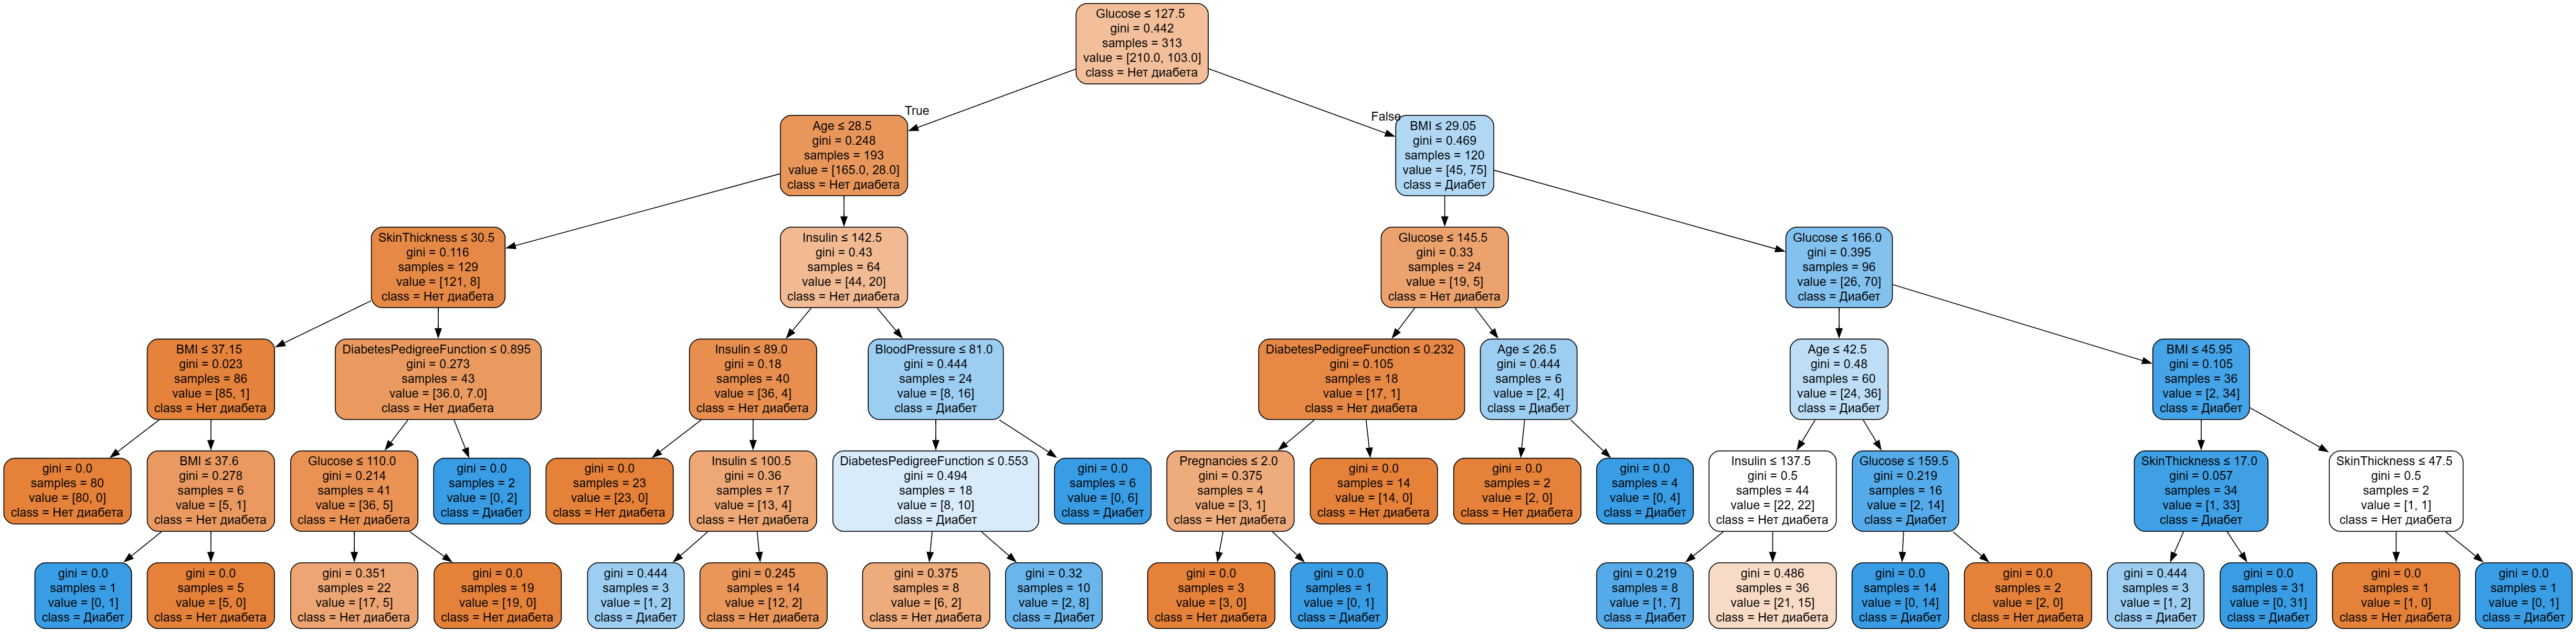 Glucose ≤ 127.5
gini = 0.442
samples = 313
value = [210.0, 103.0]
class = Нет диабета
True
False
Age ≤ 28.5
gini = 0.248
samples = 193
value = [165.0, 28.0]
class = Нет диабета
BMI ≤ 29.05
gini = 0.469
samples = 120
value = [45, 75]
class = Диабет
SkinThickness ≤ 30.5
gini = 0.116
samples = 129
value = [121, 8]
class = Нет диабета
Insulin ≤ 142.5
gini = 0.43
samples = 64
value = [44, 20]
class = Нет диабета
Glucose ≤ 145.5
gini = 0.33
samples = 24
value = [19, 5]
class = Нет диабета
Glucose ≤ 166.0
gini = 0.395
samples = 96
value = [26, 70]
class = Диабет
BMI ≤ 37.15
gini = 0.023
samples = 86
value = [85, 1]
class = Нет диабета
DiabetesPedigreeFunction ≤ 0.895
gini = 0.273
samples = 43
value = [36.0, 7.0]
class = Нет диабета
Insulin ≤ 89.0
gini = 0.18
samples = 40
value = [36, 4]
class = Нет диабета
BloodPressure ≤ 81.0
gini = 0.444
samples = 24
value = [8, 16]
class = Диабет
DiabetesPedigreeFunction ≤ 0.232
gini = 0.105
samples = 18
value = [17, 1]
class = Нет диабета
Age ≤ 26.5
gini = 0.444
samples = 6
value = [2, 4]
class = Диабет
Age ≤ 42.5
gini = 0.48
samples = 60
value = [24, 36]
class = Диабет
BMI ≤ 45.95
gini = 0.105
samples = 36
value = [2, 34]
class = Диабет
gini = 0.0
samples = 80
value = [80, 0]
class = Нет диабета
BMI ≤ 37.6
gini = 0.278
samples = 6
value = [5, 1]
class = Нет диабета
Glucose ≤ 110.0
gini = 0.214
samples = 41
value = [36, 5]
class = Нет диабета
gini = 0.0
samples = 2
value = [0, 2]
class = Диабет
gini = 0.0
samples = 23
value = [23, 0]
class = Нет диабета
Insulin ≤ 100.5
gini = 0.36
samples = 17
value = [13, 4]
class = Нет диабета
DiabetesPedigreeFunction ≤ 0.553
gini = 0.494
samples = 18
value = [8, 10]
class = Диабет
gini = 0.0
samples = 6
value = [0, 6]
class = Диабет
Pregnancies ≤ 2.0
gini = 0.375
samples = 4
value = [3, 1]
class = Нет диабета
gini = 0.0
samples = 14
value = [14, 0]
class = Нет диабета
gini = 0.0
samples = 2
value = [2, 0]
class = Нет диабета
gini = 0.0
samples = 4
value = [0, 4]
class = Диабет
Insulin ≤ 137.5
gini = 0.5
samples = 44
value = [22, 22]
class = Нет диабета
Glucose ≤ 159.5
gini = 0.219
samples = 16
value = [2, 14]
class = Диабет
SkinThickness ≤ 17.0
gini = 0.057
samples = 34
value = [1, 33]
class = Диабет
SkinThickness ≤ 47.5
gini = 0.5
samples = 2
value = [1, 1]
class = Нет диабета
gini = 0.0
samples = 1
value = [0, 1]
class = Диабет
gini = 0.0
samples = 5
value = [5, 0]
class = Нет диабета
gini = 0.351
samples = 22
value = [17, 5]
class = Нет диабета
gini = 0.0
samples = 19
value = [19, 0]
class = Нет диабета
gini = 0.444
samples = 3
value = [1, 2]
class = Диабет
gini = 0.245
samples = 14
value = [12, 2]
class = Нет диабета
gini = 0.375
samples = 8
value = [6, 2]
class = Нет диабета
gini = 0.32
samples = 10
value = [2, 8]
class = Диабет
gini = 0.0
samples = 3
value = [3, 0]
class = Нет диабета
gini = 0.0
samples = 1
value = [0, 1]
class = Диабет
gini = 0.219
samples = 8
value = [1, 7]
class = Диабет
gini = 0.486
samples = 36
value = [21, 15]
class = Нет диабета
gini = 0.0
samples = 14
value = [0, 14]
class = Диабет
gini = 0.0
samples = 2
value = [2, 0]
class = Нет диабета
gini = 0.444
samples = 3
value = [1, 2]
class = Диабет
gini = 0.0
samples = 31
value = [0, 31]
class = Диабет
gini = 0.0
samples = 1
value = [1, 0]
class = Нет диабета
gini = 0.0
samples = 1
value = [0, 1]
class = Диабет